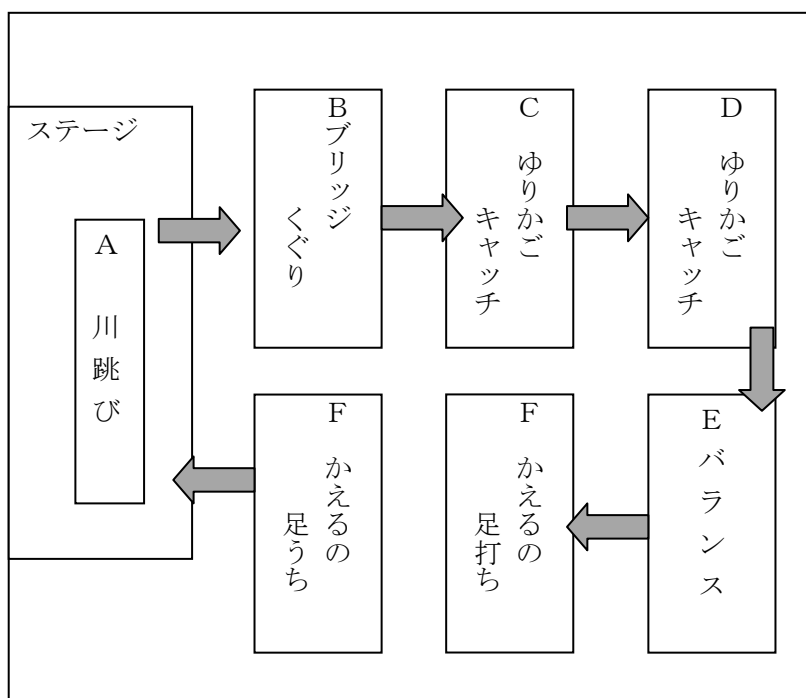 ステージ
A 川跳び
B ブリッジ
くぐり
C ゆりかご
キャッチ
D ゆりかご
キャッチ
E バランス
F かえるの
足打ち
F かえるの
足うち